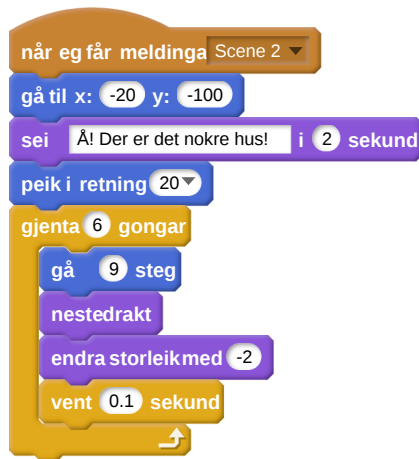 når eg får meldinga Scene 2
gå til x: -20 y: -100
sei Å! Der er det nokre hus! i 2 sekund
peik i retning 20
gjenta 6 gongar
gå 9 steg
nestedrakt
endra storleik med -2
vent 0.1 sekund